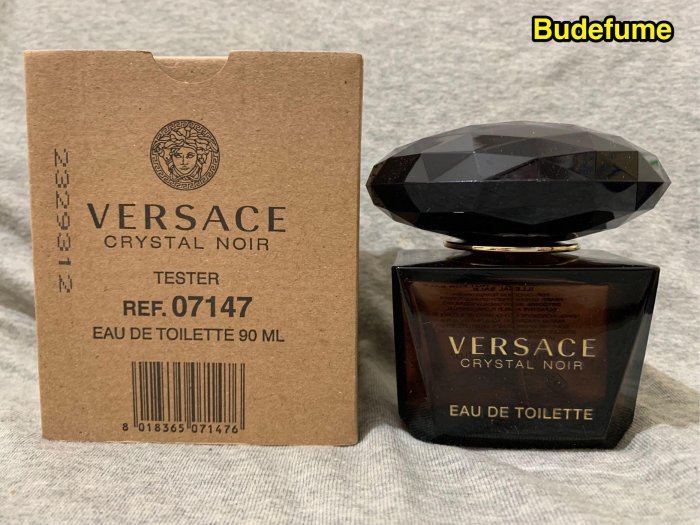 Budefume
2329312
VERSACE
CRYSTAL NOIR
TESTER
REF. 07147
EAU DE TOILETTE 90 ML
8 018365 071476
VERSACE
CRYSTAL NOIR
EAU DE TOILETTE